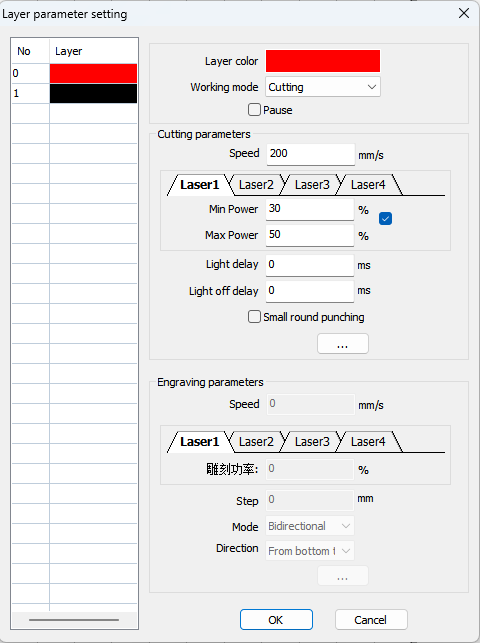 Layer parameter setting
No Layer
0
1
Layer color
Working mode Cutting
Pause
Cutting parameters
Speed 200 mm/s
Laser1 Laser2 Laser3 Laser4
Min Power 30 %
Max Power 50 %
Light delay 0 ms
Light off delay 0 ms
Small round punching
...
Engraving parameters
Speed 0 mm/s
Laser1 Laser2 Laser3 Laser4
雕刻功率: 0 %
Step 0 mm
Mode Bidirectional
Direction From bottom t
...
OK Cancel